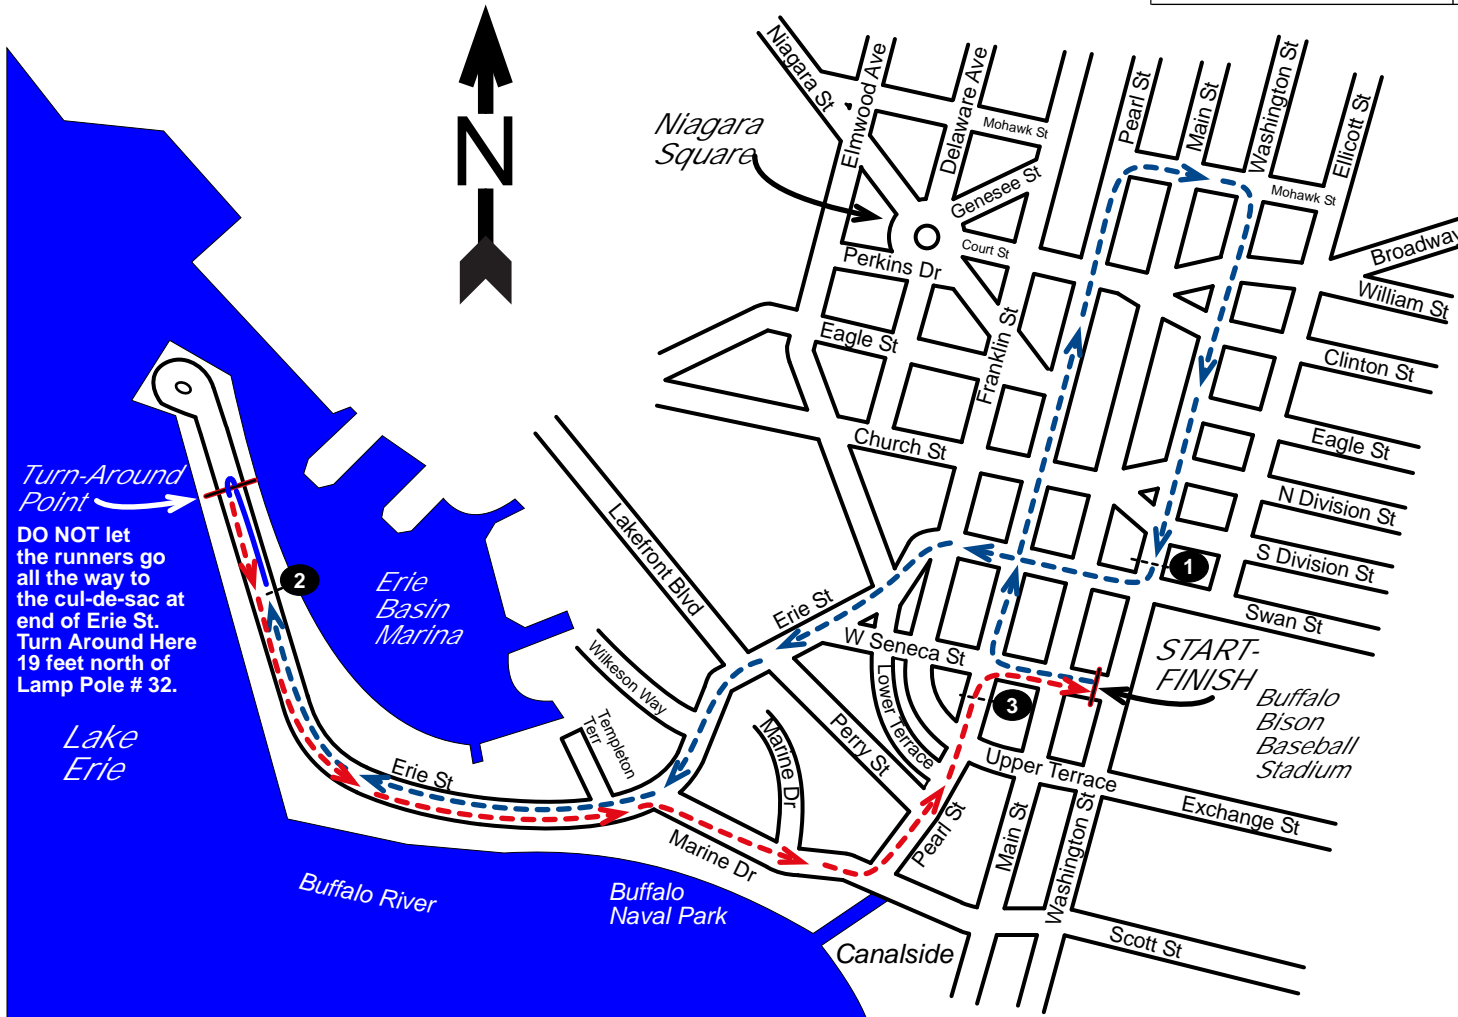 N
Niagara St
Elmwood Ave
Delaware Ave
Mohawk St
Pearl St
Main St
Washington St
Ellicott St
Niagara
Square
Genesee St
Mohawk St
Court St
Perkins Dr
Broadway
William St
Eagle St
Franklin St
Clinton St
Church St
Eagle St
N Division St
S Division St
Swan St
Turn-Around
Point
DO NOT let
the runners go
all the way to
the cul-de-sac at
end of Erie St.
Turn Around Here
19 feet north of
Lamp Pole # 32.
2
1
3
Erie
Basin
Marina
Lakefront Blvd
Erie St
W Seneca St
Wilkeson Way
Templeton
Terr
Lower Terrace
START-
FINISH
Buffalo
Bison
Baseball
Stadium
Lake
Erie
Erie St
Marine Dr
Perry St
Upper Terrace
Exchange St
Pearl St
Main St
Washington St
Marine Dr
Buffalo River
Buffalo
Naval Park
Canalside
Scott St